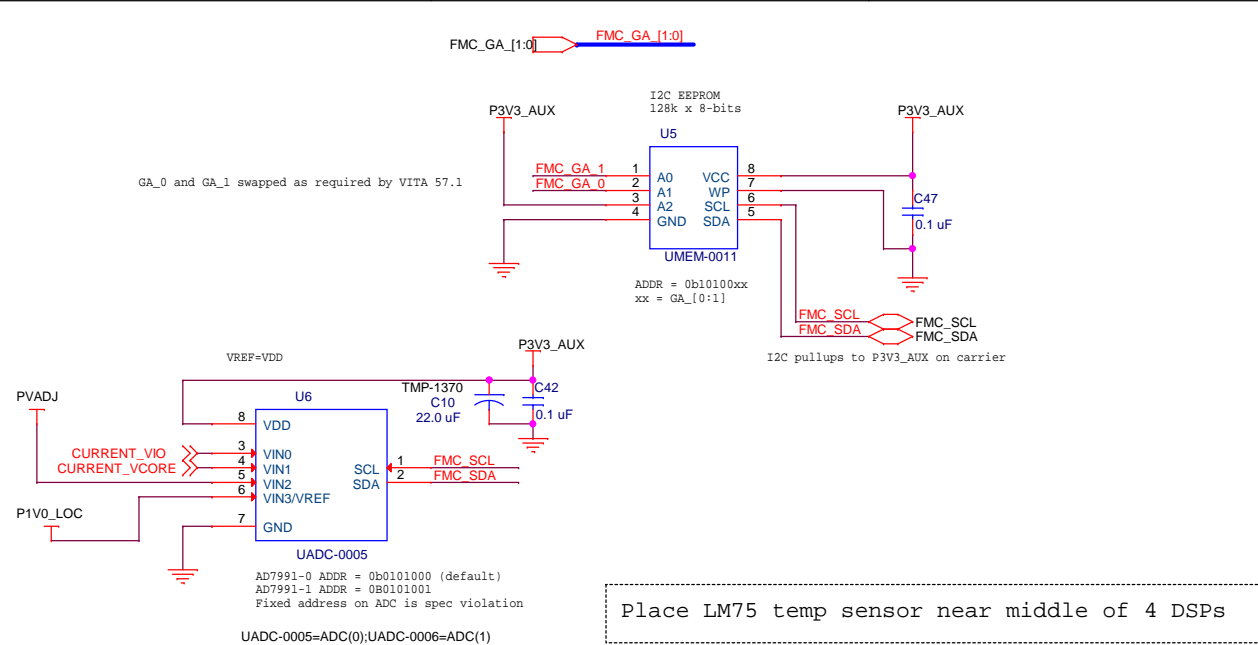 FMC_GA_[1:0]
FMC_GA_[1:0]
I2C EEPROM
128k x 8-bits
P3V3_AUX
P3V3_AUX
U5
GA_0 and GA_1 swapped as required by VITA 57.1
FMC_GA_1 1 A0 VCC 8
FMC_GA_0 2 A1 WP 7
3 A2 SCL 6
4 GND SDA 5
C47
0.1 uF
UMEM-0011
ADDR = 0b10100xx
xx = GA_[0:1]
FMC_SCL FMC_SCL
FMC_SDA FMC_SDA
I2C pullups to P3V3_AUX on carrier
VREF=VDD
P3V3_AUX
PVADJ
U6
TMP-1370
C10
22.0 uF
C42
0.1 uF
8 VDD
CURRENT_VIO 3 VIN0
CURRENT_VCORE 4 VIN1 SCL 1 FMC_SCL
5 VIN2 SDA 2 FMC_SDA
6 VIN3/VREF
P1V0_LOC
7 GND
UADC-0005
AD7991-0 ADDR = 0b0101000 (default)
AD7991-1 ADDR = 0B0101001
Fixed address on ADC is spec violation
UADC-0005=ADC(0);UADC-0006=ADC(1)
Place LM75 temp sensor near middle of 4 DSPs